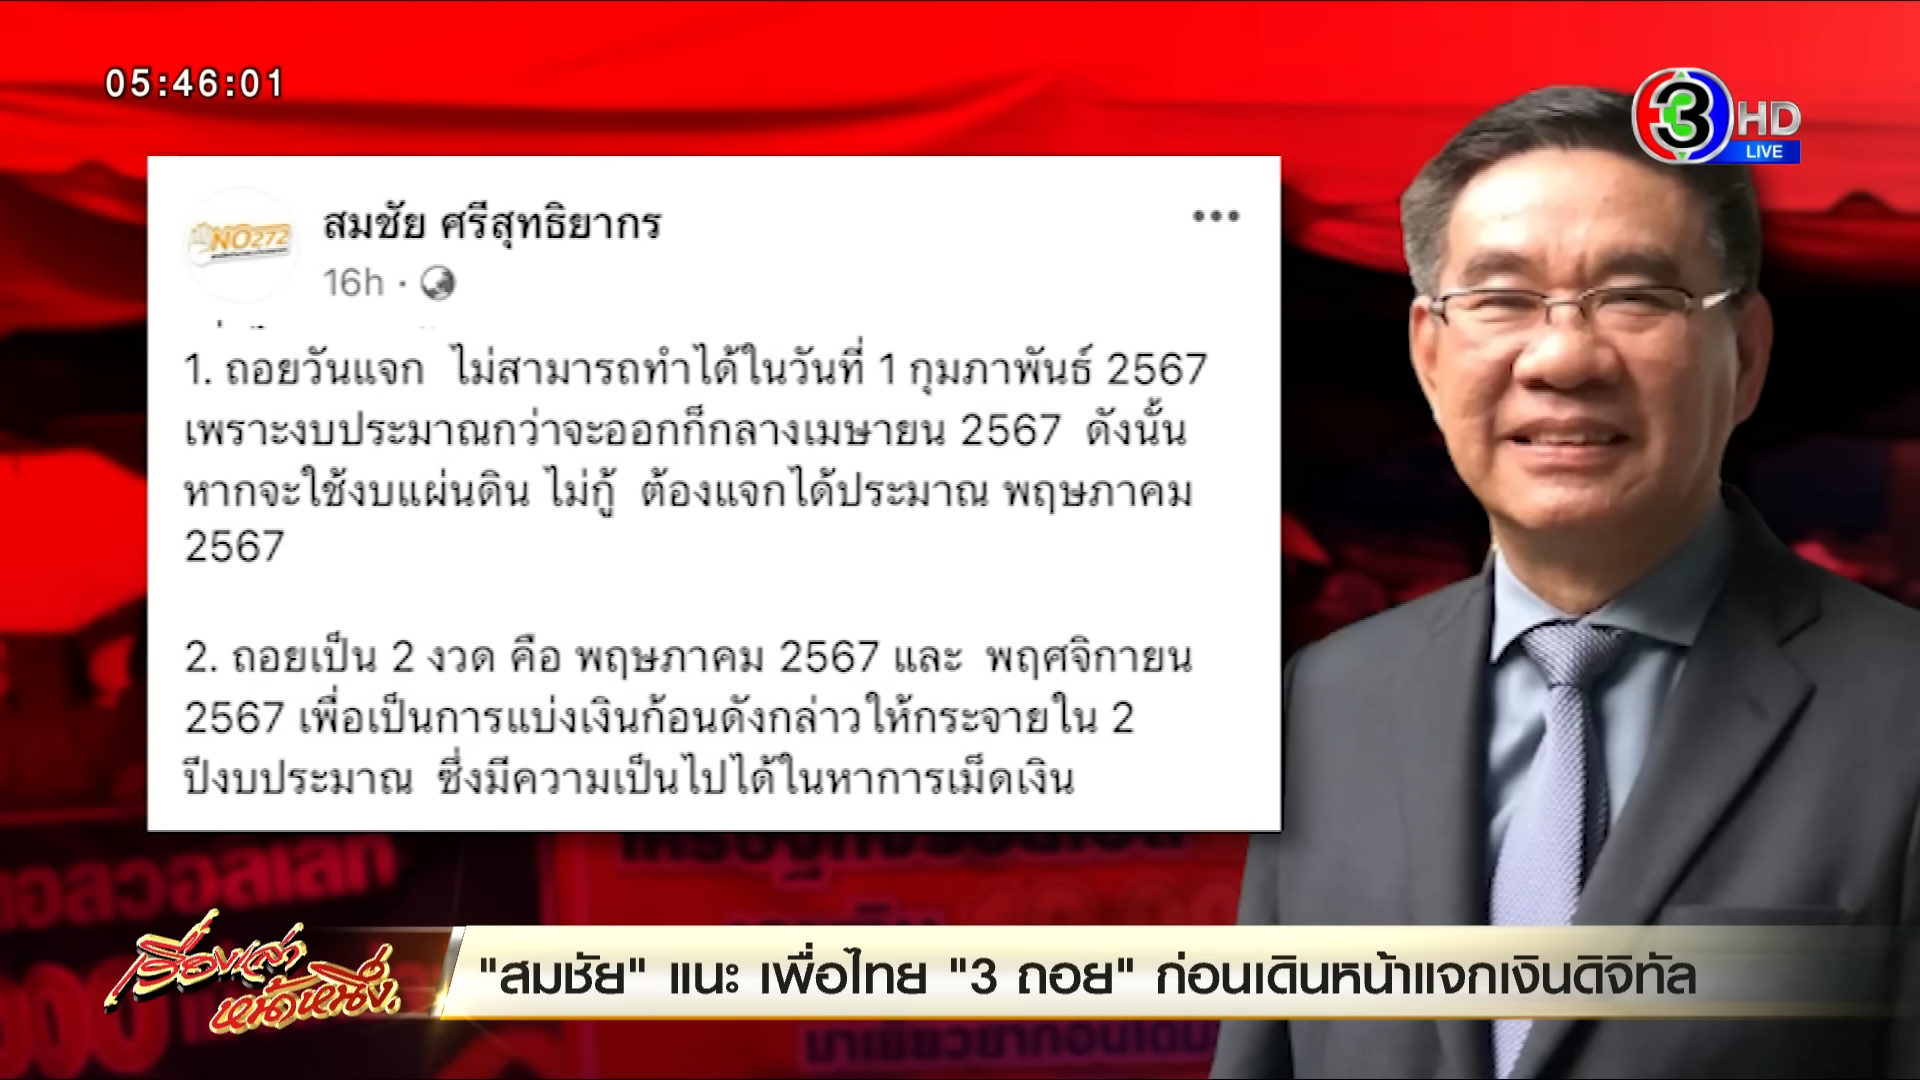 05:46:01
3 HD
LIVE
NO272
สมชัย ศรีสุทธิยากร
16h ·
1. ถอยวันแจก ไม่สามารถทำได้ในวันที่ 1 กุมภาพันธ์ 2567
เพราะงบประมาณกว่าจะออกก็กลางเมษายน 2567 ดังนั้น
หากจะใช้งบแผ่นดิน ไม่กู้ ต้องแจกได้ประมาณ พฤษภาคม
2567
2. ถอยเป็น 2 งวด คือ พฤษภาคม 2567 และ พฤศจิกายน
2567 เพื่อเป็นการแบ่งเงินก้อนดังกล่าวให้กระจายใน 2
ปีงบประมาณ ซึ่งมีความเป็นไปได้ในหาการเม็ดเงิน
เรื่องเล่า
หน้าหนึ่ง
"สมชัย" แนะ เพื่อไทย "3 ถอย" ก่อนเดินหน้าแจกเงินดิจิทัล